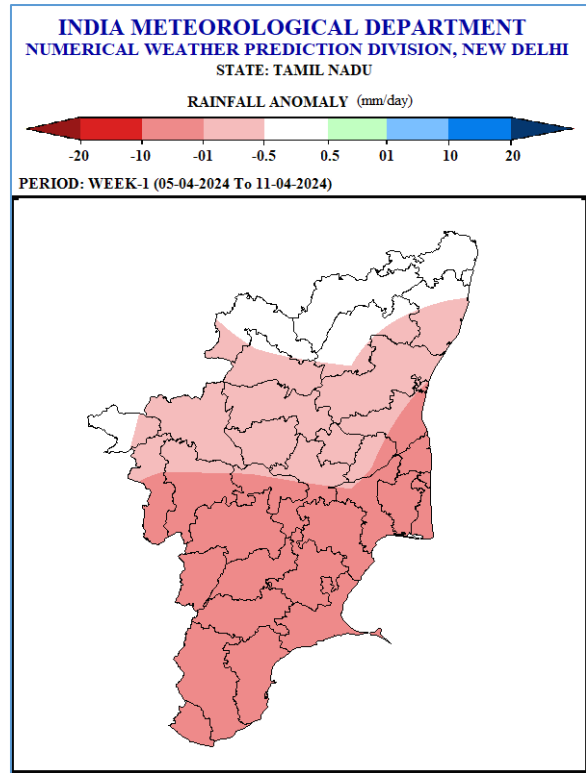 INDIA METEOROLOGICAL DEPARTMENT
NUMERICAL WEATHER PREDICTION DIVISION, NEW DELHI
STATE: TAMIL NADU
RAINFALL ANOMALY (mm/day)
-20 -10 -01 -0.5 0.5 01 10 20
PERIOD: WEEK-1 (05-04-2024 To 11-04-2024)